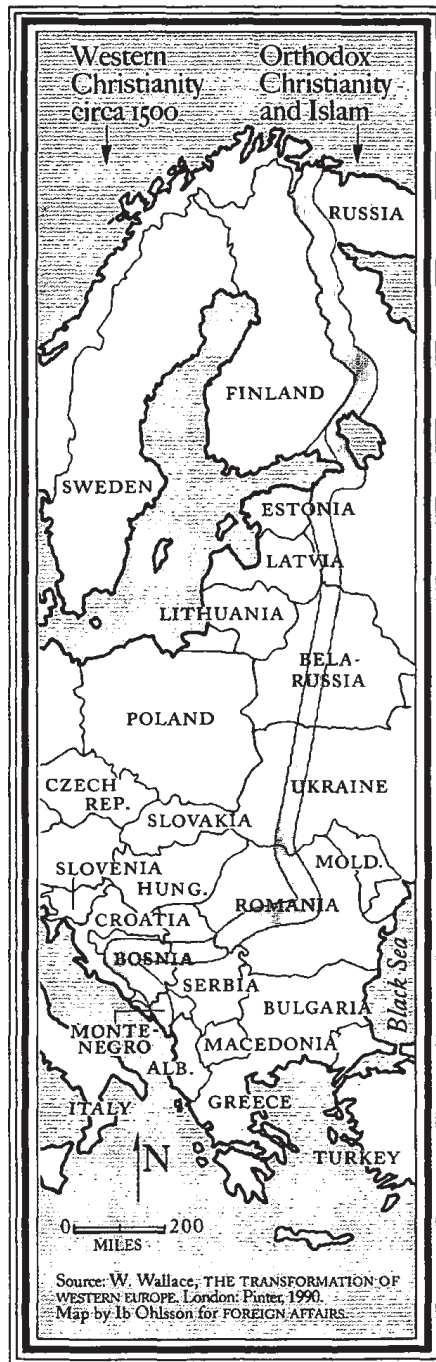 Western
Christianity
circa 1500
Orthodox
Christianity
and Islam
RUSSIA
FINLAND
SWEDEN
ESTONIA
LATVIA
LITHUANIA
BELA-
RUSSIA
POLAND
UKRAINE
CZECH
REP.
SLOVAKIA
MOLD.
SLOVENIA
HUNG.
ROMANIA
CROATIA
BOSNIA
SERBIA
BULGARIA
Black Sea
MONTE-
NEGRO
MACEDONIA
ALB.
ITALY
GREECE
TURKEY
N
0 200
MILES
Source: W. Wallace, THE TRANSFORMATION OF
WESTERN EUROPE. London: Pinter, 1990.
Map by Ib Ohlsson for FOREIGN AFFAIRS.